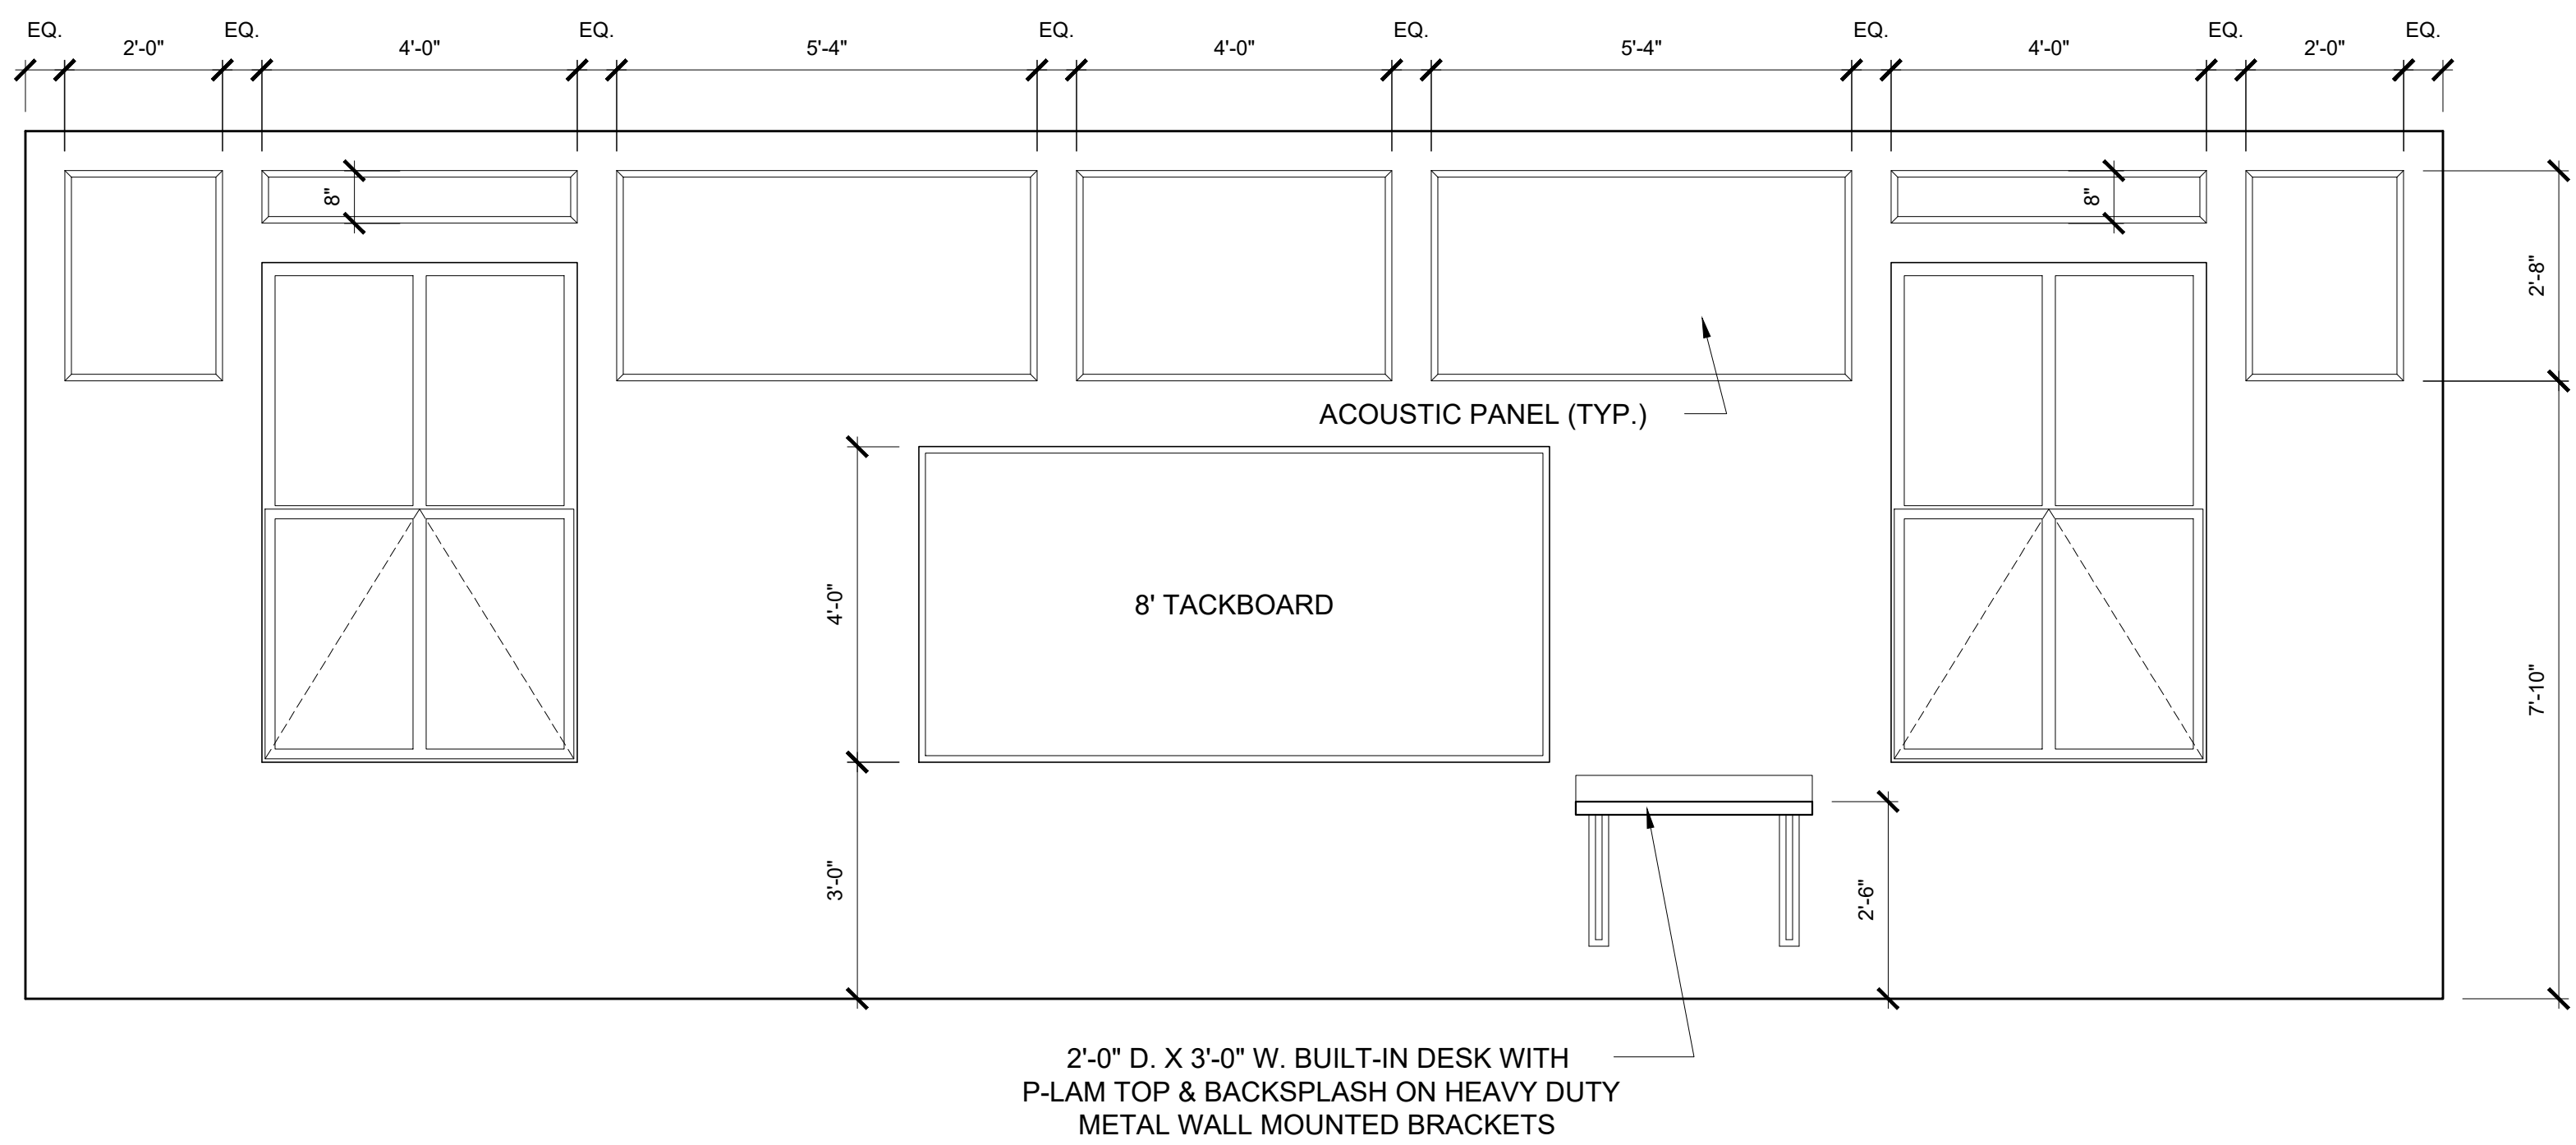 EQ. EQ. EQ. EQ. EQ. EQ. EQ. EQ.
2'-0" 4'-0" 5'-4" 4'-0" 5'-4" 4'-0" 2'-0"
8" 8"
2'-8"
ACOUSTIC PANEL (TYP.)
4'-0"
8' TACKBOARD
7'-10"
3'-0"
2'-6"
2'-0" D. X 3'-0" W. BUILT-IN DESK WITH
P-LAM TOP & BACKSPLASH ON HEAVY DUTY
METAL WALL MOUNTED BRACKETS